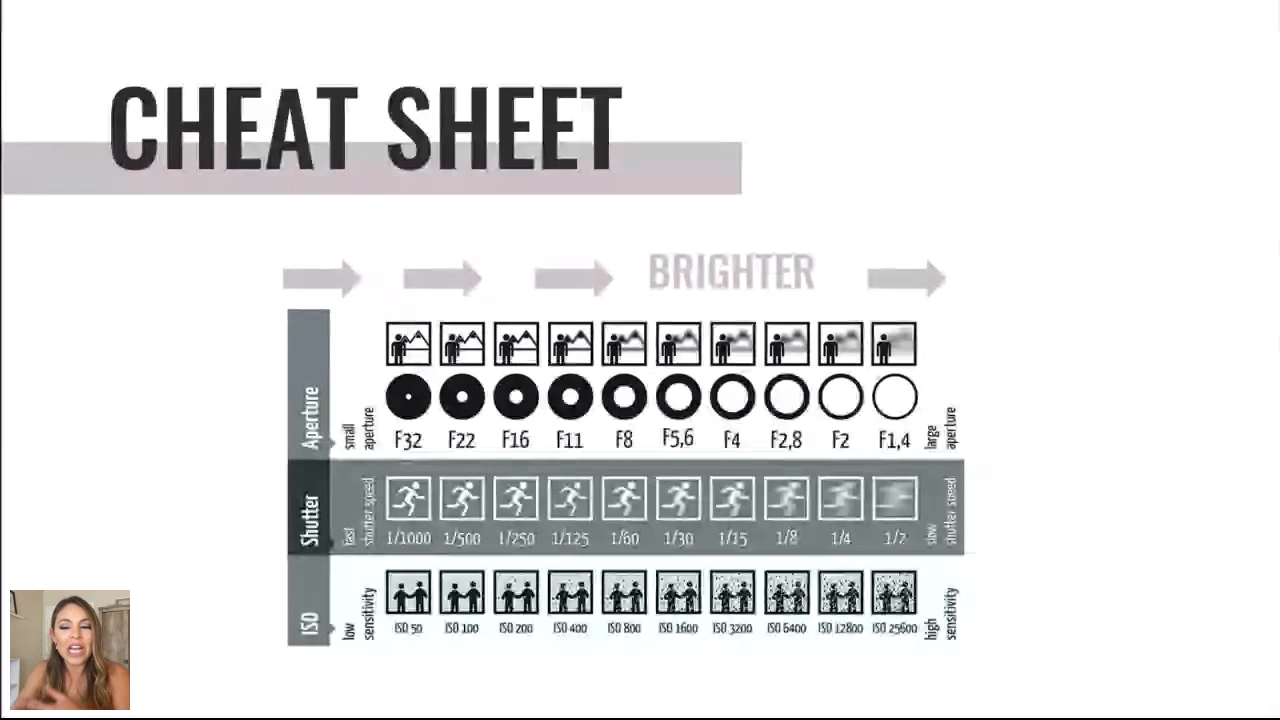 CHEAT SHEET
BRIGHTER
Aperture
small
aperture
F32 F22 F16 F11 F8 F5,6 F4 F2,8 F2 F1,4
large
aperture
Shutter
fast
shutter speed
1/1000 1/500 1/250 1/125 1/60 1/30 1/15 1/8 1/4 1/2
slow
shutter speed
ISO
low
sensitivity
ISO 50 ISO 100 ISO 200 ISO 400 ISO 800 ISO 1600 ISO 3200 ISO 6400 ISO 12800 ISO 25600
high
sensitivity